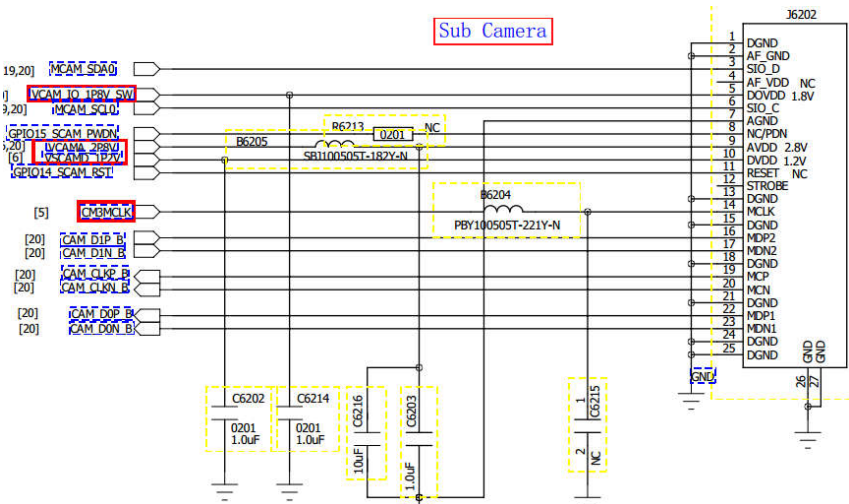 Sub Camera
J6202
19,20]
MCAM_SDA0
VCAM_IO_1P8V_SW
9,20]
MCAM_SCL0
GPIO15_SCAM_PWDN
R6213
0201
NC
,20]
VCAMA_2P8V
B6205
SBJ100505T-182Y-N
[6]
VSCAMD_1P2V
GPIO14_SCAM_RST
B6204
PBY100505T-221Y-N
[5]
CM3MCLK
[20]
CAM_D1P_B
[20]
CAM_D1N_B
[20]
CAM_CLKP_B
[20]
CAM_CLKN_B
[20]
CAM_D0P_B
[20]
CAM_D0N_B
1 DGND
2 AF_GND
3 SIO_D
4 AF_VDD NC
5 DOVDD 1.8V
6 SIO_C
7 AGND
8 NC/PDN
9 AVDD 2.8V
10 DVDD 1.2V
11 RESET NC
12 STROBE
13 DGND
14 MCLK
15 DGND
16 MDP2
17 MDN2
18 DGND
19 MCP
20 MCN
21 DGND
22 MDP1
23 MDN1
24 DGND
25 DGND
GND
GND
26
27
GND
C6202
0201
1.0uF
C6214
0201
1.0uF
C6216
10uF
C6203
1.0uF
1
C6215
2
NC